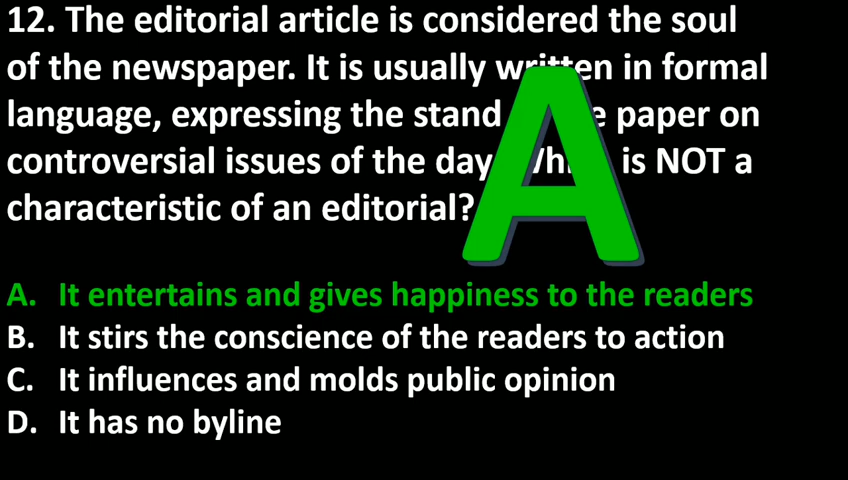 12. The editorial article is considered the soul
of the newspaper. It is usually written in formal
language, expressing the stand paper on
controversial issues of the day. is NOT a
characteristic of an editorial?
A
A. It entertains and gives happiness to the readers
B. It stirs the conscience of the readers to action
C. It influences and molds public opinion
D. It has no byline